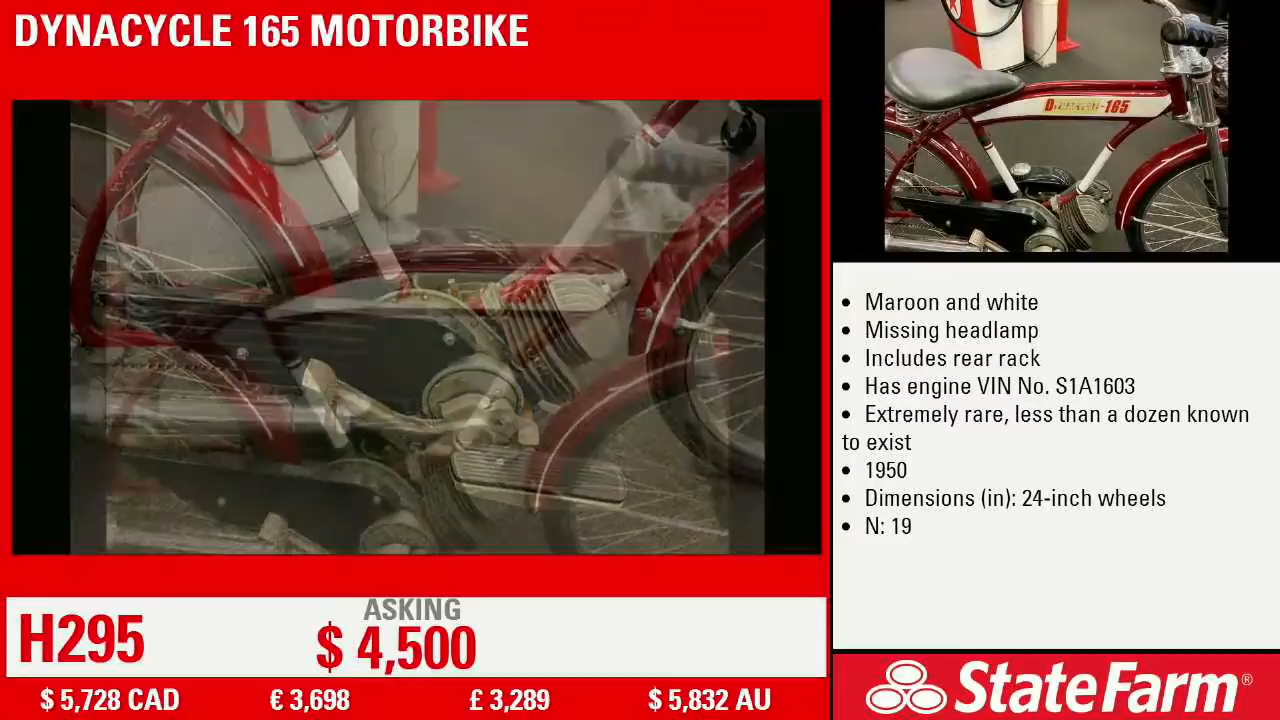 DYNACYCLE 165 MOTORBIKE
-165
• Maroon and white
• Missing headlamp
• Includes rear rack
• Has engine VIN No. S1A1603
• Extremely rare, less than a dozen known
to exist
• 1950
• Dimensions (in): 24-inch wheels
• N: 19
H295
ASKING
$ 4,500
$ 5,728 CAD
€ 3,698
£ 3,289
$ 5,832 AU
StateFarm®